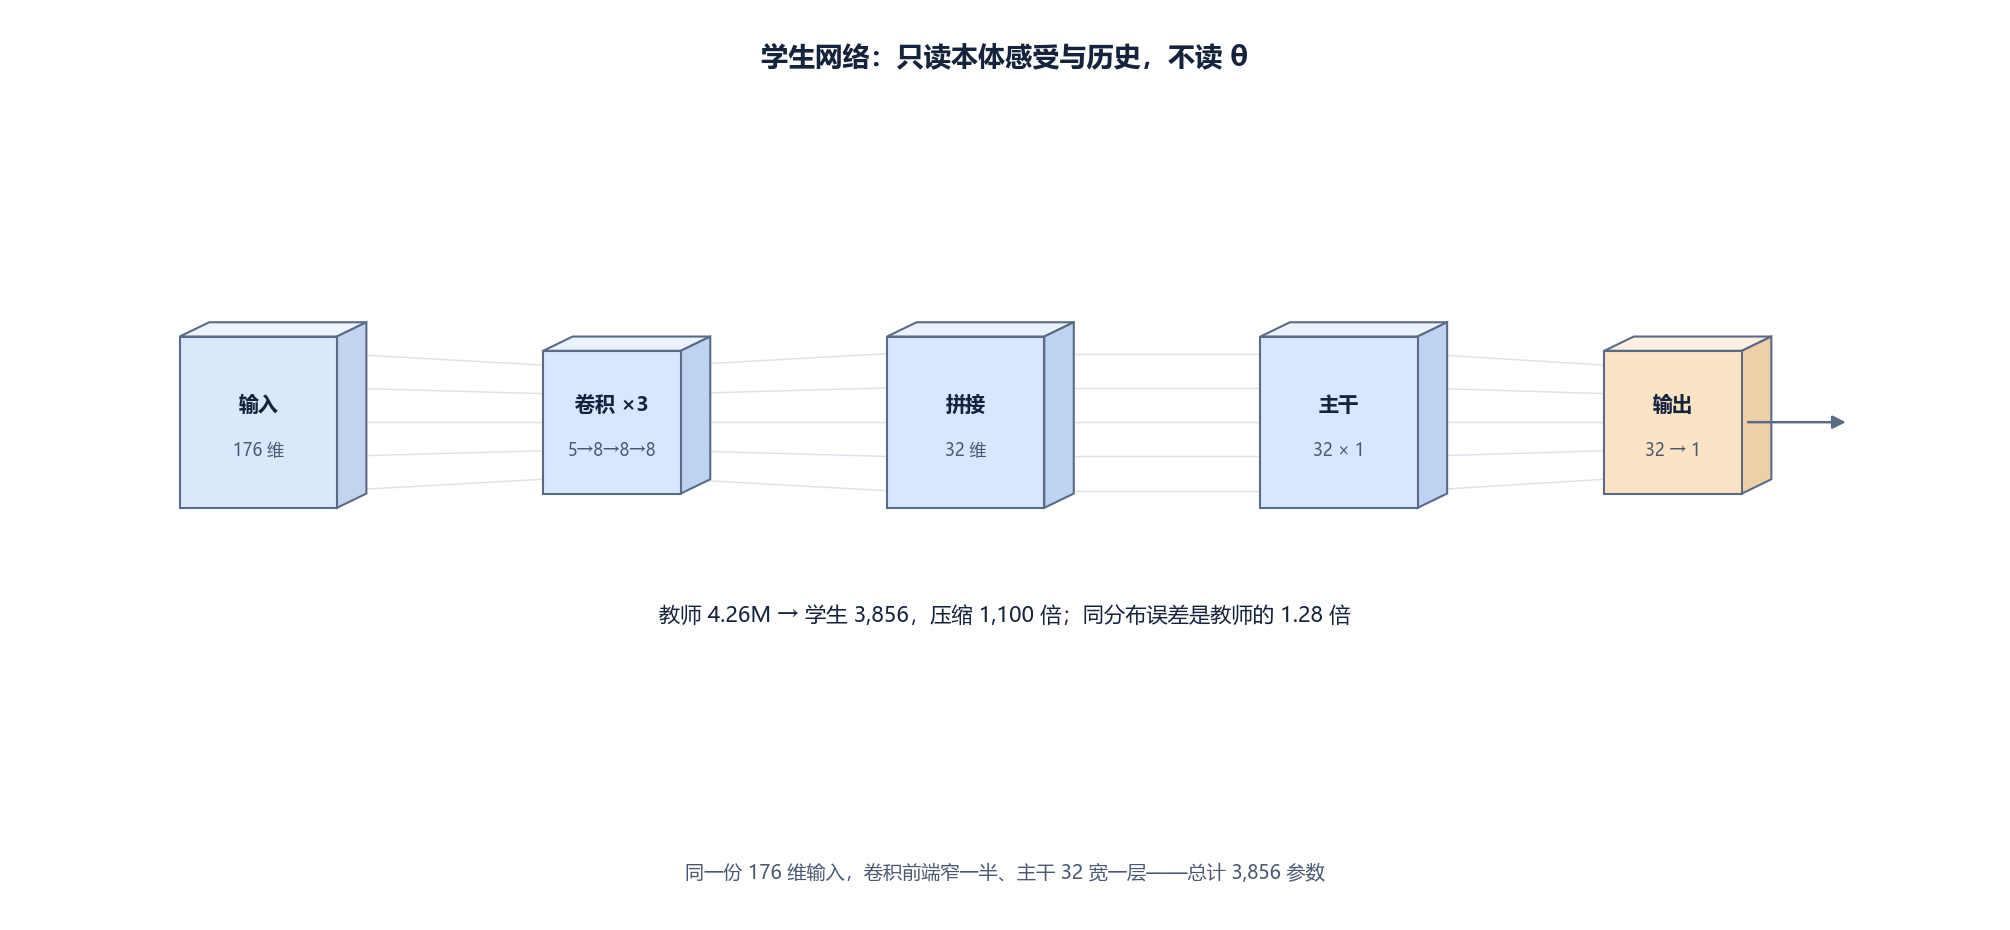 学生网络：只读本体感受与历史，不读 θ
输入
176 维
卷积 ×3
5→8→8→8
拼接
32 维
主干
32 × 1
输出
32 → 1
教师 4.26M → 学生 3,856，压缩 1,100 倍；同分布误差是教师的 1.28 倍
同一份 176 维输入，卷积前端窄一半、主干 32 宽一层——总计 3,856 参数